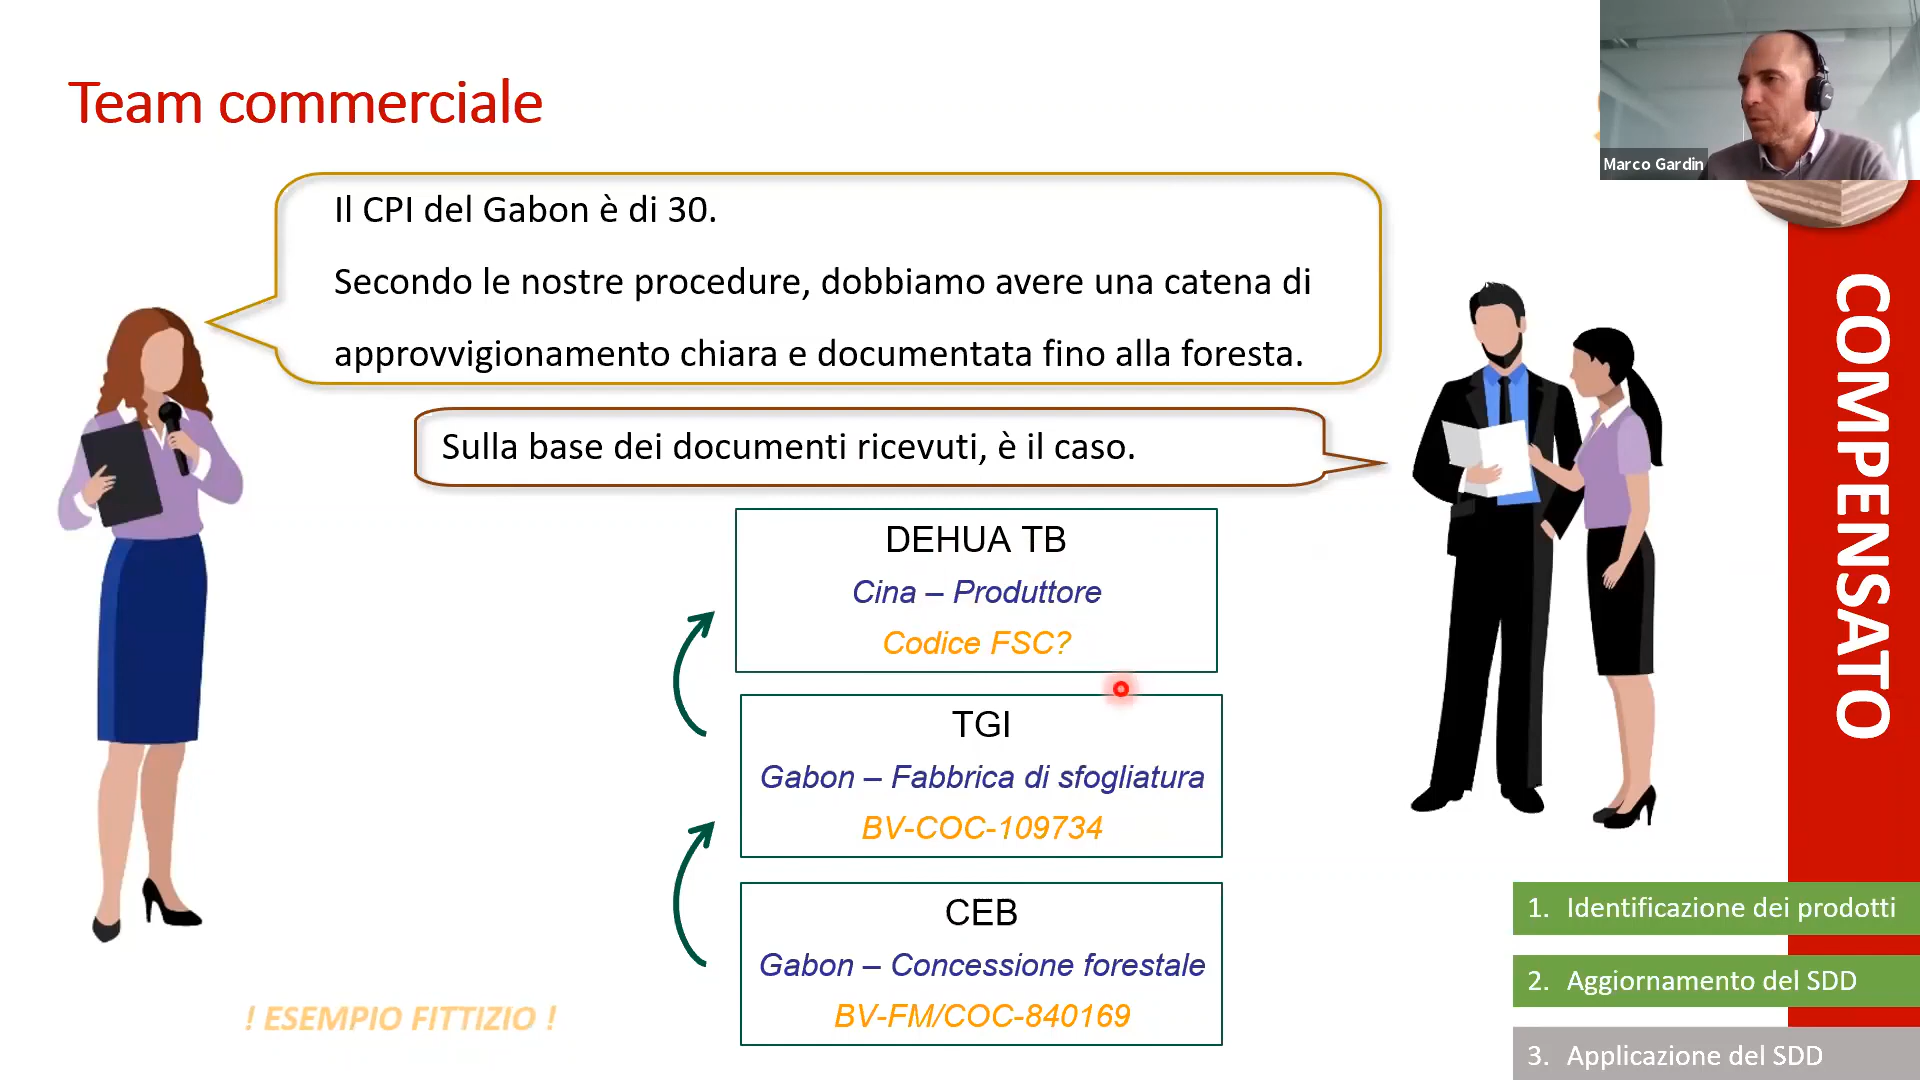 Team commerciale
Marco Gardin
Il CPI del Gabon è di 30.
Secondo le nostre procedure, dobbiamo avere una catena di
approvvigionamento chiara e documentata fino alla foresta.
Sulla base dei documenti ricevuti, è il caso.
DEHUA TB
Cina – Produttore
Codice FSC?
TGI
Gabon – Fabbrica di sfogliatura
BV-COC-109734
CEB
Gabon – Concessione forestale
BV-FM/COC-840169
! ESEMPIO FITTIZIO !
COMPENSATO
1. Identificazione dei prodotti
2. Aggiornamento del SDD
3. Applicazione del SDD